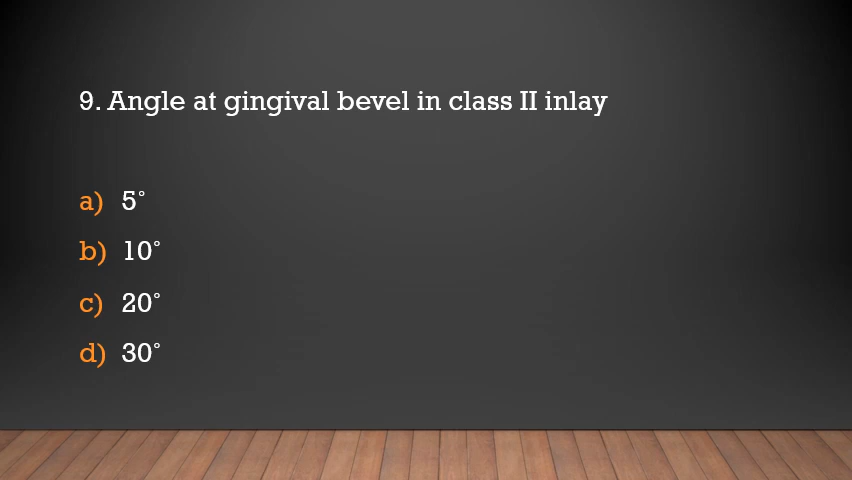 9. Angle at gingival bevel in class II inlay
a) 5°
b) 10°
c) 20°
d) 30°